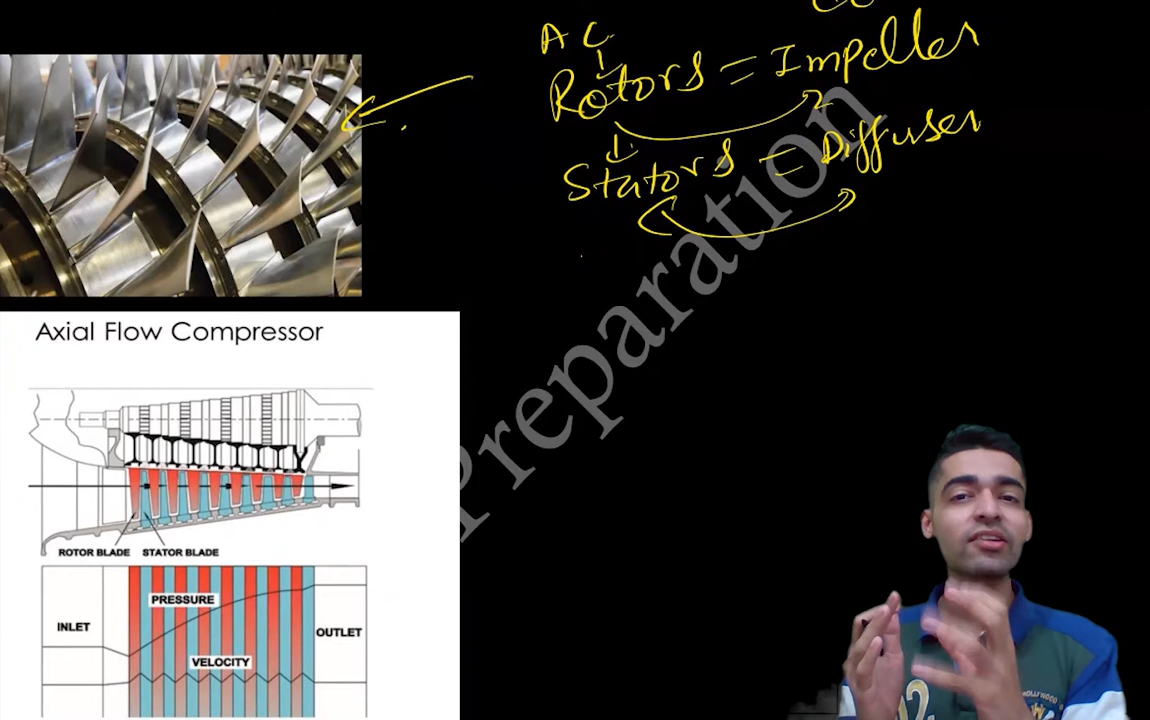 A C
Rotors = Impeller
Stators = Diffuser
Preparation
Axial Flow Compressor
ROTOR BLADE STATOR BLADE
PRESSURE
INLET
OUTLET
VELOCITY